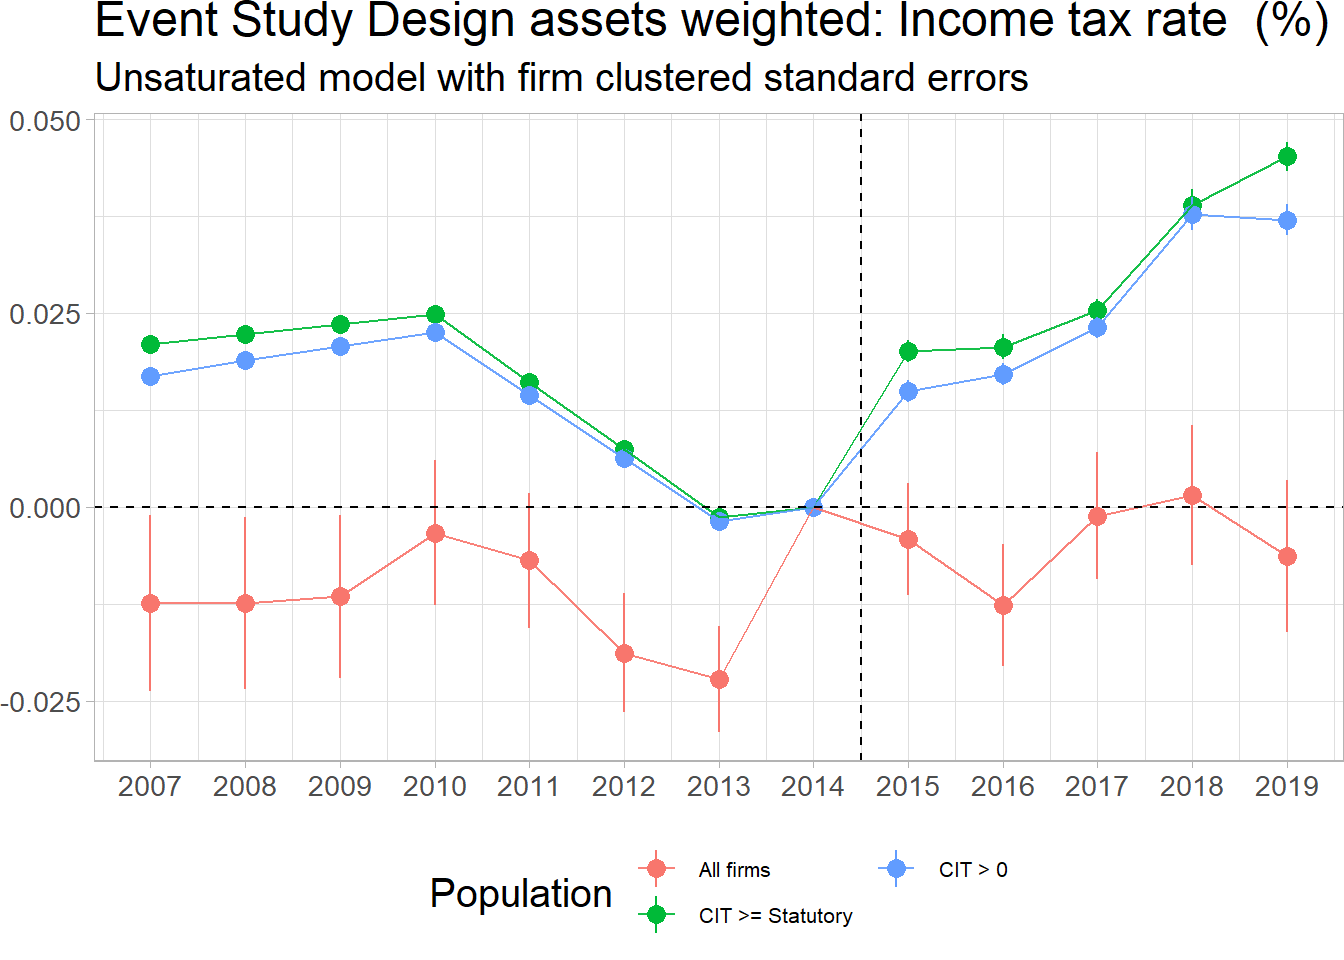 Event Study Design assets weighted: Income tax rate  (%)
Unsaturated model with firm clustered standard errors
0.050
0.025
0.000
-0.025
2007 2008 2009 2010 2011 2012 2013 2014 2015 2016 2017 2018 2019
Population
All firms
CIT >= Statutory
CIT > 0